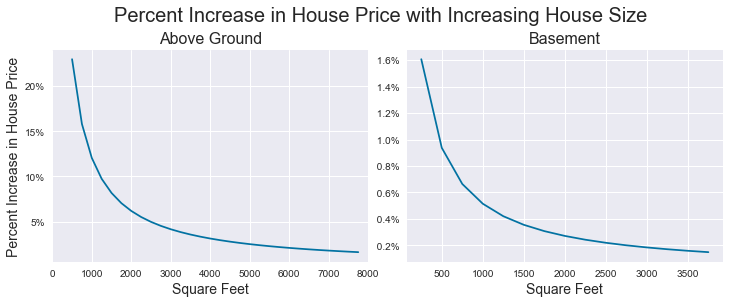 Percent Increase in House Price with Increasing House Size
Above Ground
Percent Increase in House Price
20%
15%
10%
5%
0 1000 2000 3000 4000 5000 6000 7000 8000
Square Feet
Basement
1.6%
1.4%
1.2%
1.0%
0.8%
0.6%
0.4%
0.2%
500 1000 1500 2000 2500 3000 3500
Square Feet